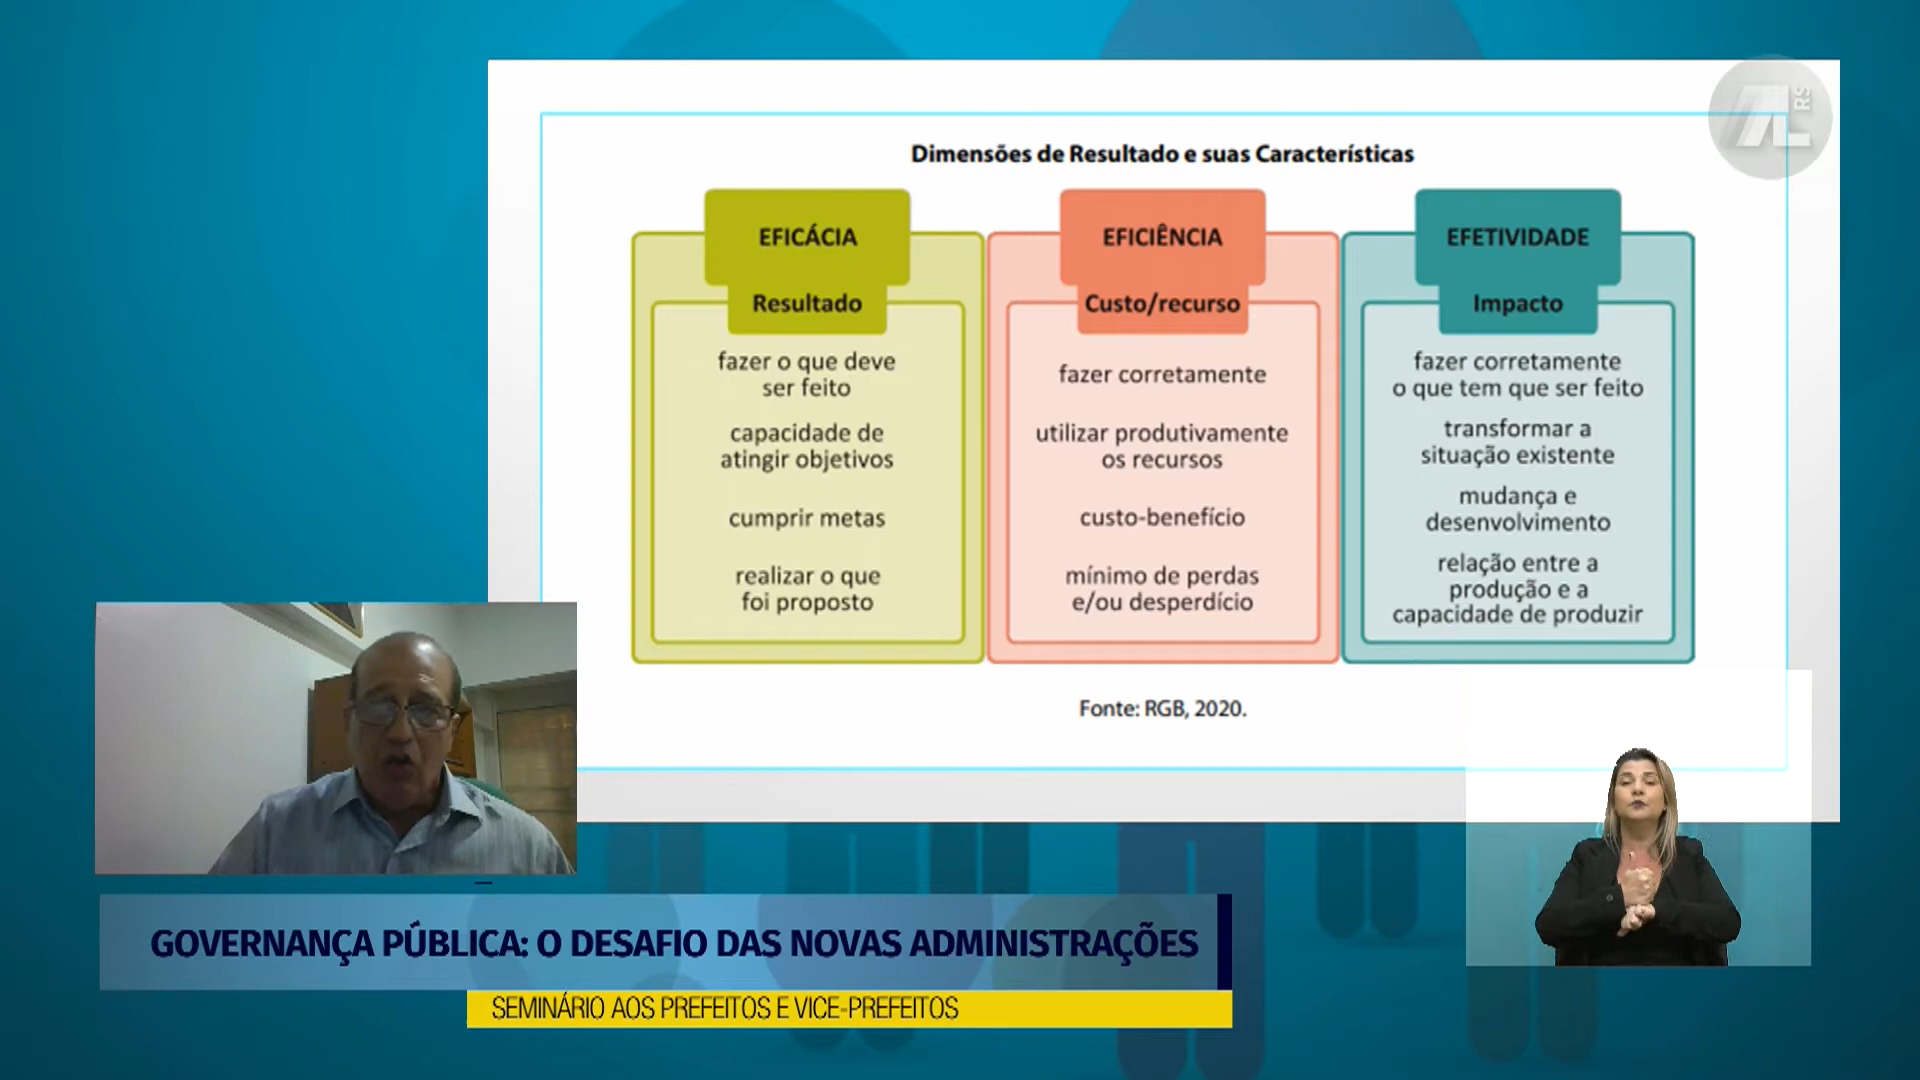 AL RS
Dimensões de Resultado e suas Características
EFICÁCIA
Resultado
fazer o que deve
ser feito
capacidade de
atingir objetivos
cumprir metas
realizar o que
foi proposto
EFICIÊNCIA
Custo/recurso
fazer corretamente
utilizar produtivamente
os recursos
custo-benefício
mínimo de perdas
e/ou desperdício
EFETIVIDADE
Impacto
fazer corretamente
o que tem que ser feito
transformar a
situação existente
mudança e
desenvolvimento
relação entre a
produção e a
capacidade de produzir
Fonte: RGB, 2020.
GOVERNANÇA PÚBLICA: O DESAFIO DAS NOVAS ADMINISTRAÇÕES
SEMINÁRIO AOS PREFEITOS E VICE-PREFEITOS